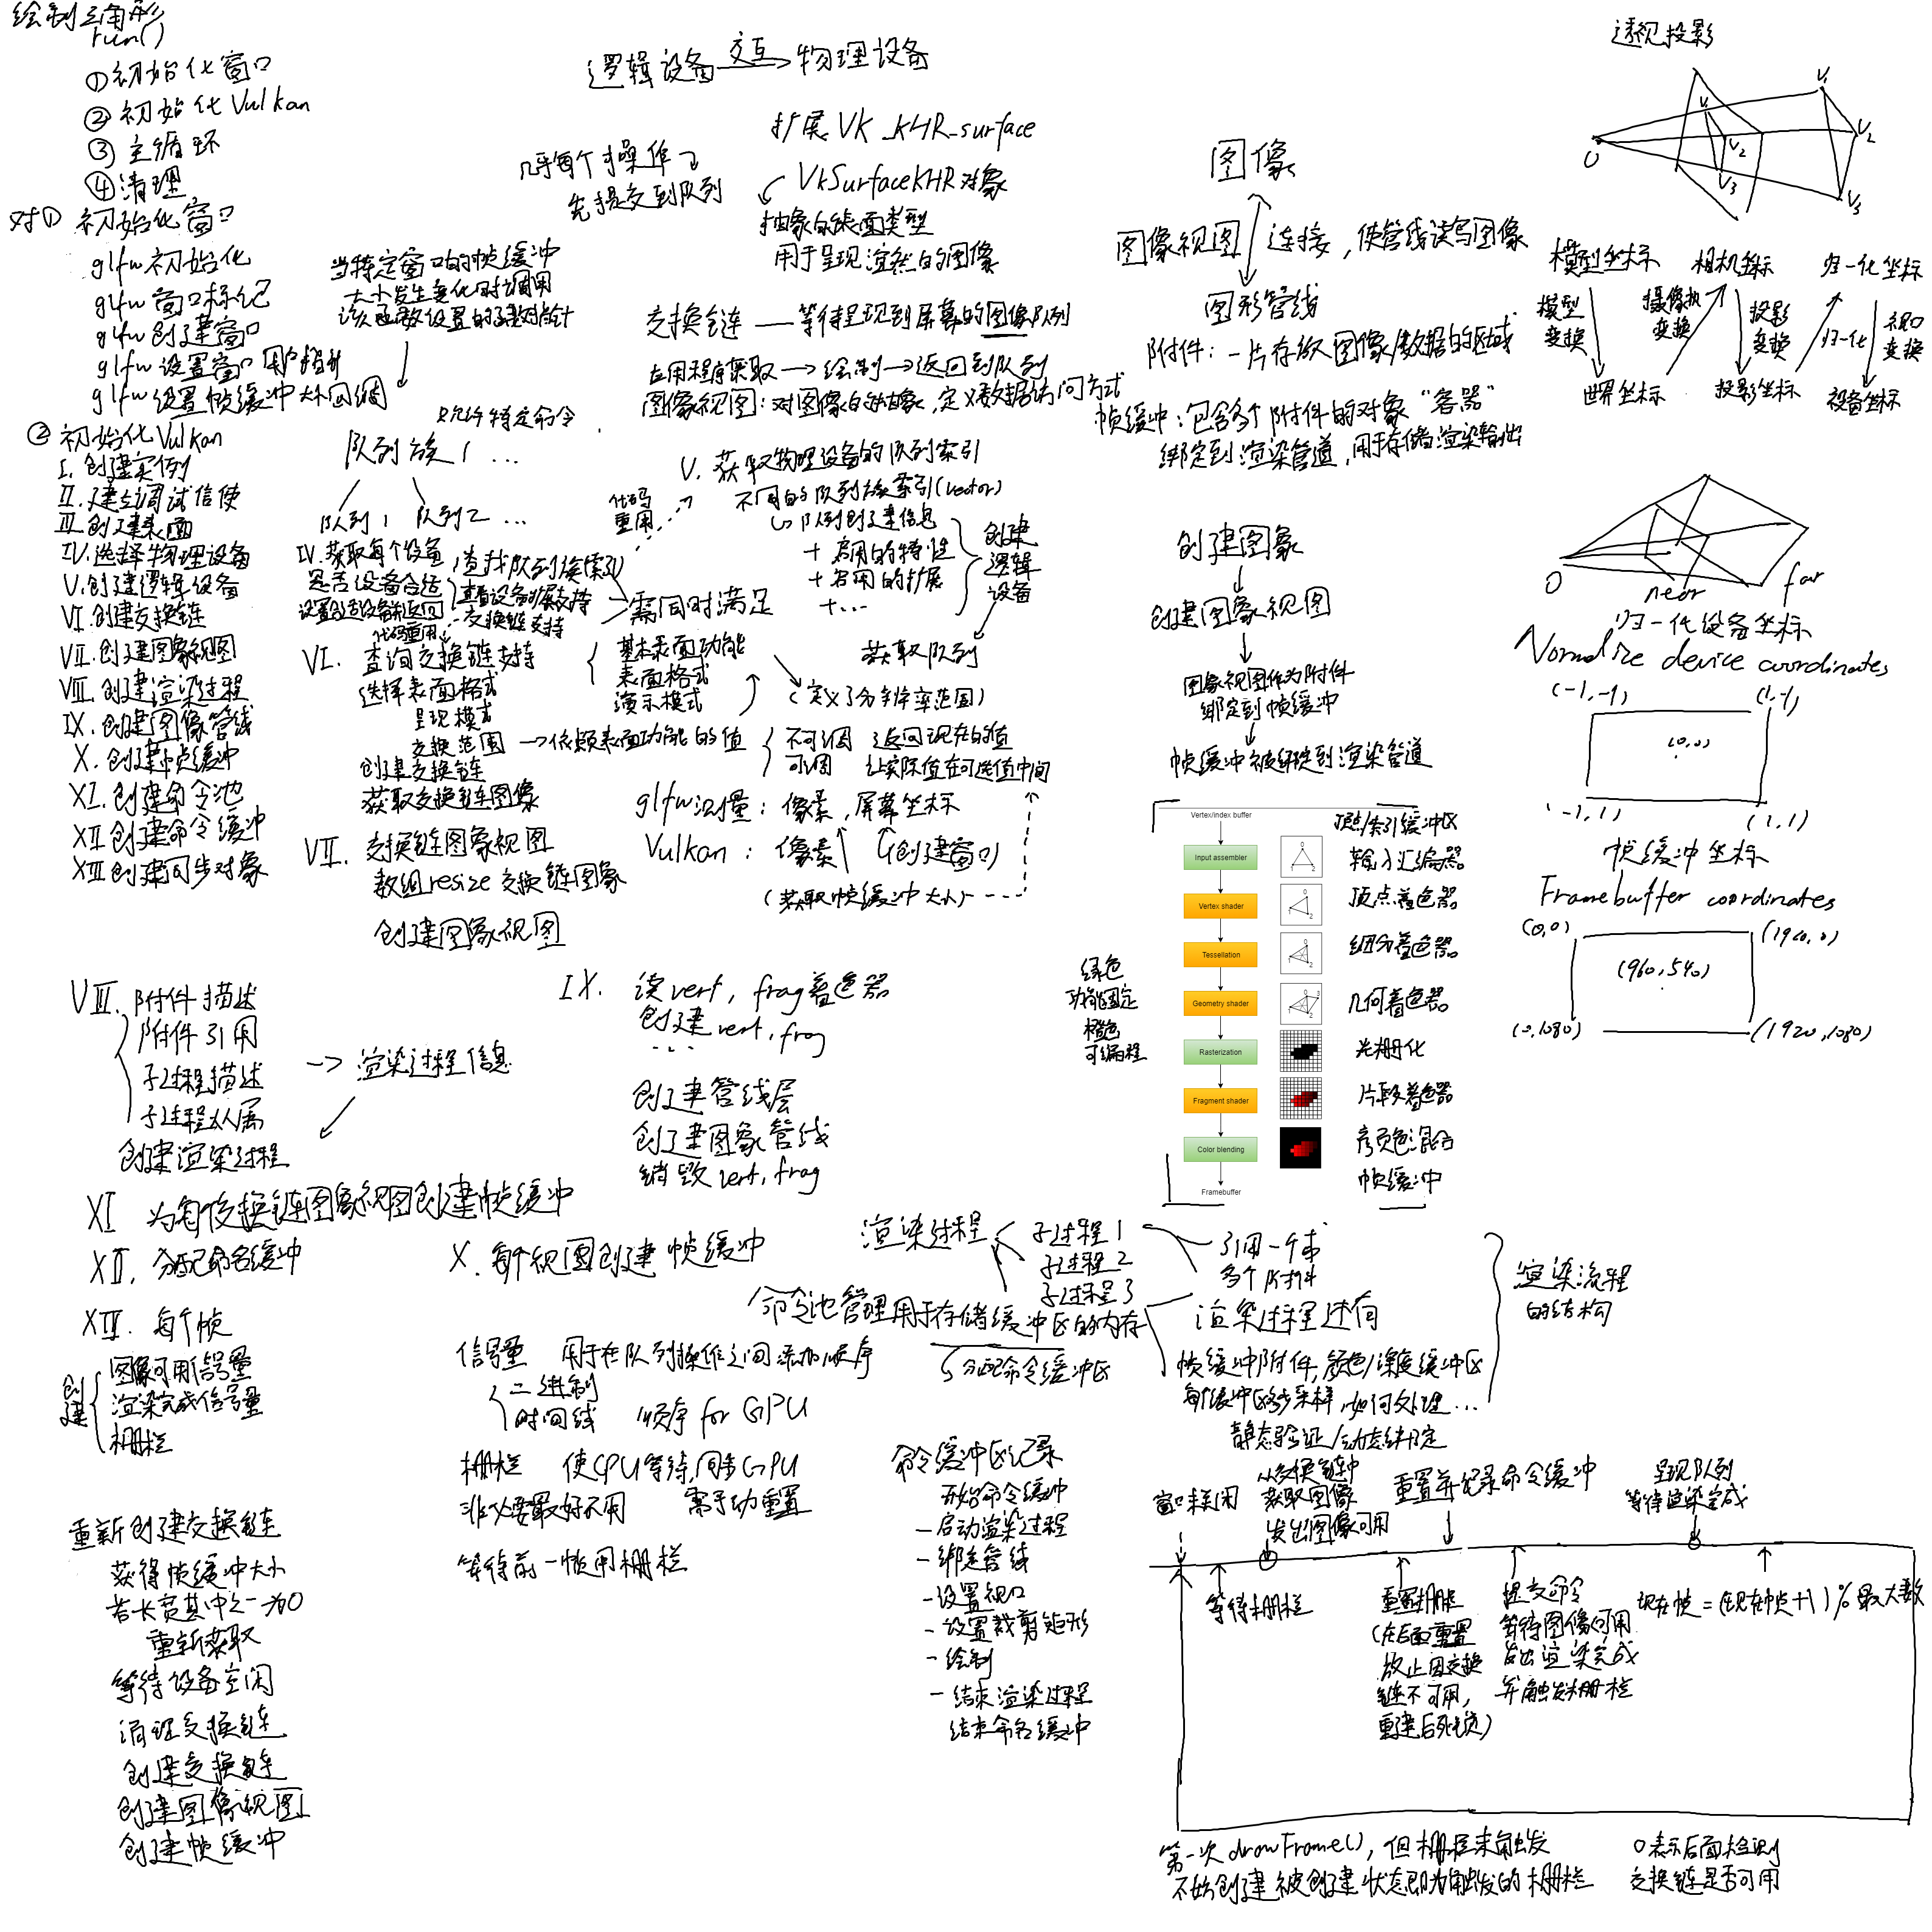 绘制三角形
run()
①初始化窗口
②初始化Vulkan
③主循环
④清理
对① 初始化窗口
glfw初始化
glfw窗口标记
glfw创建窗口
glfw设置窗口用户指针
glfw设置帧缓冲大小回调
当特定窗口的帧缓冲
大小发生变化时调用
该函数设置的回调指针
②初始化Vulkan
I.创建实例
II.建立调试信使
III.创建表面
IV.选择物理设备
V.创建逻辑设备
VI.创建交换链
VII.创建图象视图
VIII.创建渲染过程
IX.创建图像管线
X.创建帧缓冲
XI.创建命令池
XII创建命令缓冲
XIII创建同步对象
逻辑设备 交互 物理设备
几乎每个操作
先提交到队列
扩展VK_KHR_surface
VkSurfaceKHR对象
抽象的表面类型
用于呈现渲染的图像
交换链 — 等待呈现到屏幕的图像队列
应用程序获取→绘制→返回到队列
图像视图:对图像的抽象,定义数据访问方式
只允许特定命令
队列族1 ...
队列1 队列2 ...
IV.获取每个设备
是否设备合适
设置合适设备并返回
查找队列族索引
查看设备扩展支持
交换链支持
需同时满足
代码重用
V.获取物理设备的队列索引
不同的队列族索引(vector)
队列创建信息
+启用的特性
+启用的扩展
+...
创建
逻辑
设备
获取队列
代码
重用
VI. 查询交换链支持
选择表面格式
呈现模式
交换范围→依赖表面功能的值
创建交换链
获取交换链图像
基本表面功能
表面格式
演示模式
(定义了分辨率范围)
不可调 返回现在的值
可调 让实际值在可选值中间
glfw测量: 像素,屏幕坐标
Vulkan: 像素 (创建窗口)
(获取帧缓冲大小)
VII. 交换链图象视图
数组resize交换链图象
创建图象视图
VIII.附件描述
附件引用
子过程描述
子过程从属
→渲染过程信息
创建渲染过程
IX. 读vert,frag着色器
创建vert,frag
...
创建管线层
创建图象管线
销毁vert,frag
XI 为每个交换链图象视图创建帧缓冲
XII.分配命名缓冲
X.每个视图创建帧缓冲
XIII. 每个帧
创建
图像可用信号量
渲染完成信号量
栅栏
信号量 用于在队列操作之间添加顺序
二进制
时间线 顺序for GPU
栅栏 使CPU等待,同步GPU
非必要最好不用 需手动重置
等待前一帧用栅栏
重新创建交换链
获得帧缓冲大小
若长宽其中之一为0
重新获取
等待设备空闲
清理交换链
创建交换链
创建图像视图
创建帧缓冲
图像
图像视图 连接,使管线读写图像
图形管线
附件:一片存放图像/数据的区域
帧缓冲:包含多个附件的对象"容器"
绑定到渲染管道,用于存储渲染输出
创建图象
创建图象视图
图象视图作为附件
绑定到帧缓冲
帧缓冲被绑定到渲染管道
Vertex/index buffer
Input assembler
Vertex shader
Tessellation
Geometry shader
Rasterization
Fragment shader
Color blending
Framebuffer
顶点/索引缓冲区
输入汇编器
顶点着色器
细分着色器
几何着色器
光栅化
片段着色器
颜色混合
帧缓冲
绿色
功能固定
橙色
可编程
渲染过程
子过程1
子过程2
子过程3
引用一个或
多个附件
渲染流程
的结构
命令池管理用于存储缓冲区的内存
分配命令缓冲区
渲染过程进行
帧缓冲附件,颜色/深度缓冲区
每个缓冲区多少采样,如何处理...
静态验证/动态绑定
命令缓冲区记录
开始命令缓冲
-启动渲染过程
-绑定管线
-设置视口
-设置裁剪矩形
-绘制
-结束渲染过程
结束命名缓冲
窗口未关闭
从交换链中
获取图像
发出图像可用
重置并纪录命令缓冲
呈现队列
等待渲染完成
等待栅栏
重置栅栏
(在后面重置
放止因交换
链不可用,
重建后死锁)
提交命令
等待图像可用
发出渲染完成
并触发栅栏
现在帧=(现在帧+1)%最大数
第一次drawFrame(),但栅栏未触发
开始创建被创建状态即为触发的栅栏
O表示后面检测
交换链是否可用
透视投影
O V1 V2 V3
V1 V2 V3
模型坐标 相机坐标 归一化坐标
模型
变换
摄像机
变换
投影
变换
归一化
视口
变换
世界坐标 投影坐标 设备坐标
O near far
归一化设备坐标
Normalize device coordinates
(-1,-1) (1,-1)
(0,0)
(-1,1) (1,1)
帧缓冲坐标
Framebuffer coordinates
(0,0) (1920,0)
(960,540)
(0,1080) (1920,1080)